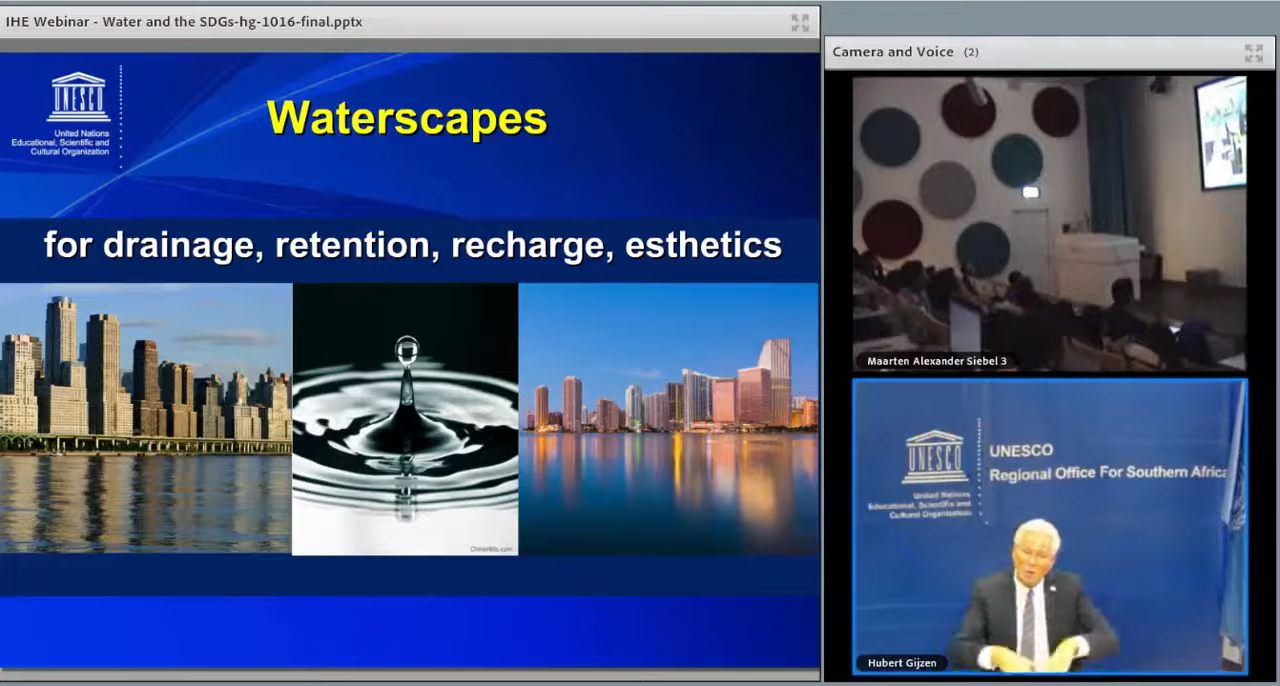 IHE Webinar - Water and the SDGs-hg-1016-final.pptx
UNESCO
United Nations
Educational, Scientific and
Cultural Organization
Waterscapes
for drainage, retention, recharge, esthetics
Camera and Voice (2)
Maarten Alexander Siebel 3
UNESCO
United Nations
Educational, Scientific and
Cultural Organization
UNESCO
Regional Office For Southern Africa
Hubert Gijzen